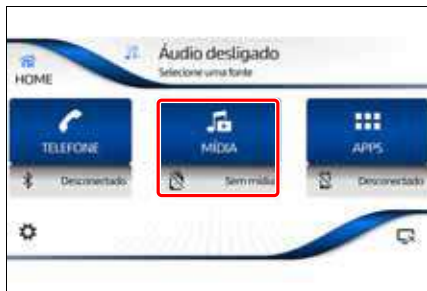 Áudio desligado
Selecione uma fonte
HOME
TELEFONE
MÍDIA
APPS
Desconectado
Sem mídia
Desconectado